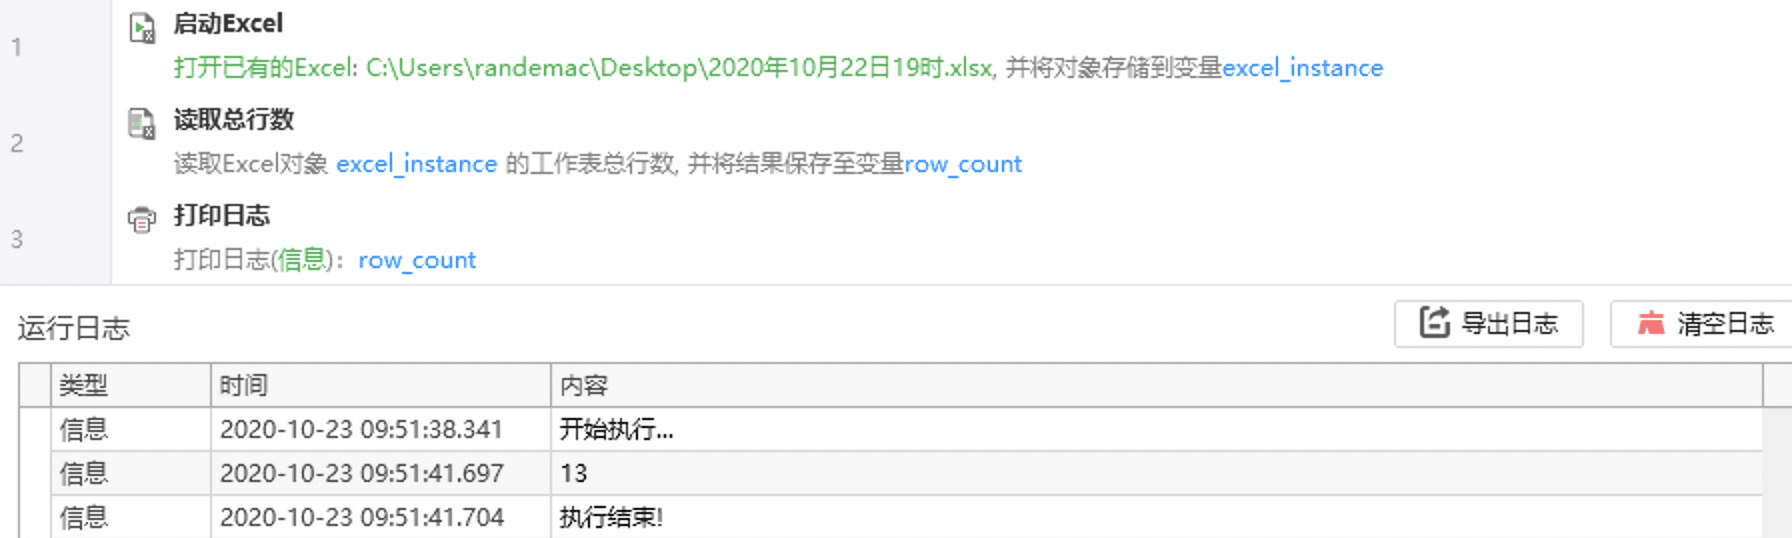 1
启动Excel
打开已有的Excel: C:\Users\randemac\Desktop\2020年10月22日19时.xlsx, 并将对象存储到变量excel_instance
2
读取总行数
读取Excel对象 excel_instance 的工作表总行数, 并将结果保存至变量row_count
3
打印日志
打印日志(信息)： row_count
运行日志 导出日志 清空日志
类型 时间 内容
信息 2020-10-23 09:51:38.341 开始执行...
信息 2020-10-23 09:51:41.697 13
信息 2020-10-23 09:51:41.704 执行结束!